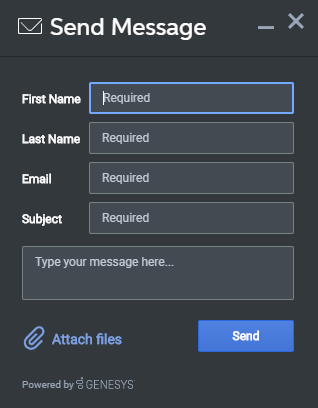 Send Message
First Name Required
Last Name Required
Email Required
Subject Required
Type your message here...
Attach files Send
Powered by GENESYS